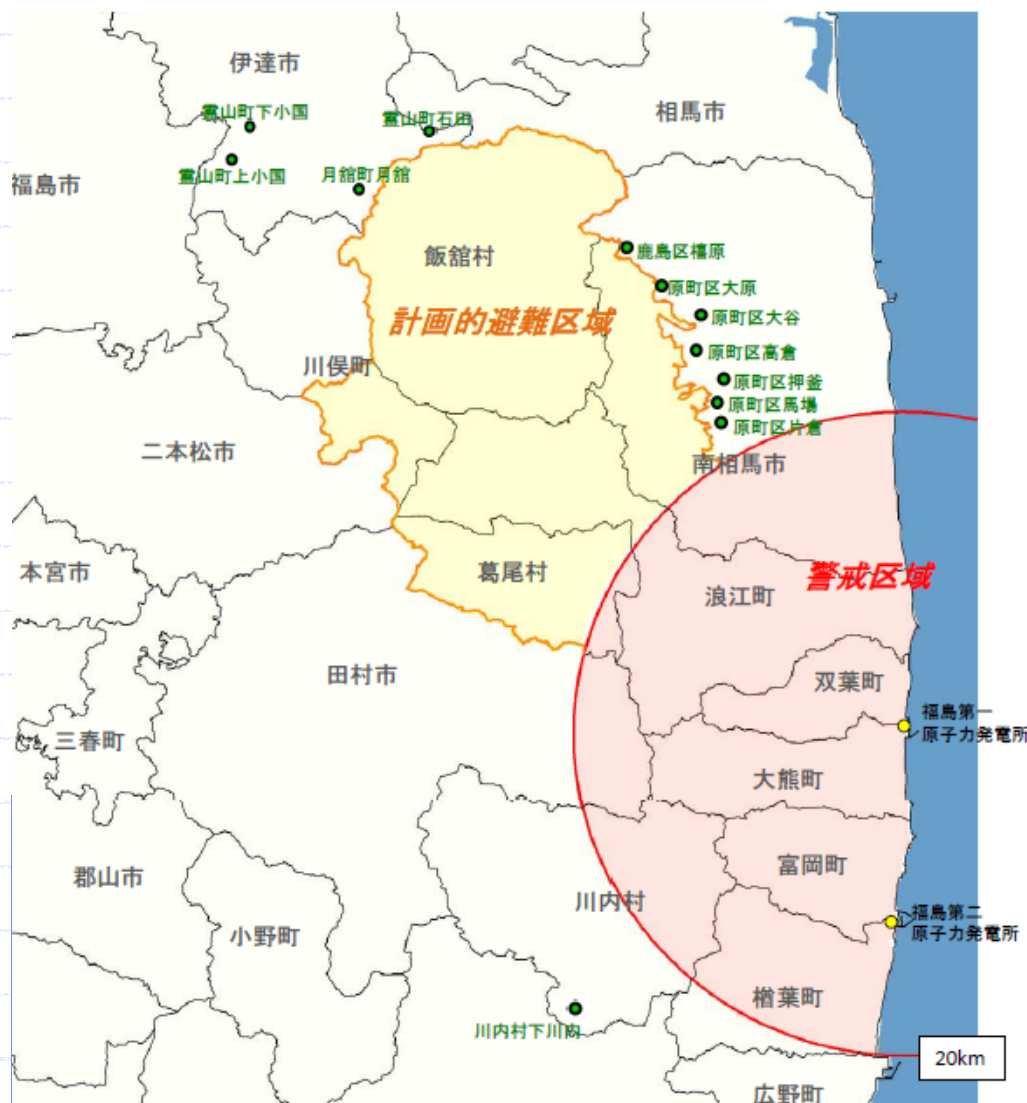 伊達市
相馬市
霊山町下小国
霊山町石田
霊山町上小国
月舘町月舘
福島市
飯舘村
鹿島区橲原
原町区大原
計画的避難区域
原町区大谷
原町区高倉
川俣町
原町区押釜
原町区馬場
原町区片倉
二本松市
南相馬市
本宮市
葛尾村
警戒区域
浪江町
田村市
双葉町
福島第一
原子力発電所
三春町
大熊町
郡山市
富岡町
川内村
小野町
福島第二
原子力発電所
楢葉町
川内村下川内
20km
広野町